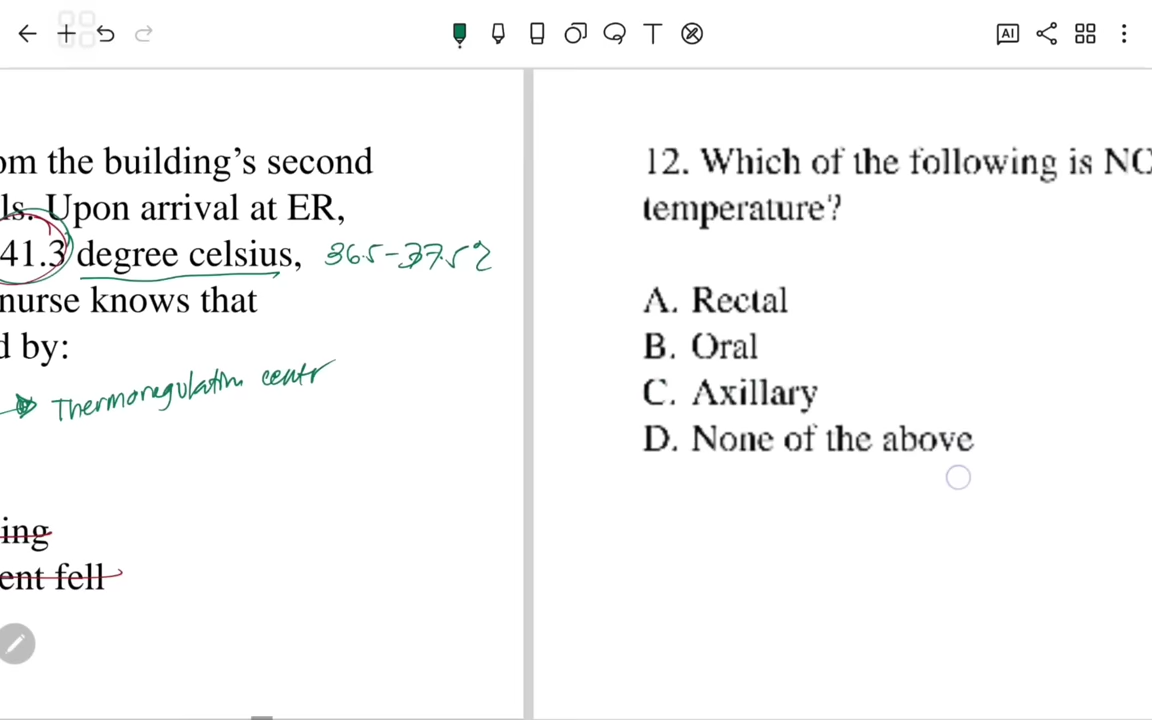 AI
T
om the building's second
ls. Upon arrival at ER,
41.3 degree celsius, 36.5-37.5°C
nurse knows that
d by:
Thermoregulation centr
ing
ent fell
12. Which of the following is NO
temperature?
A. Rectal
B. Oral
C. Axillary
D. None of the above